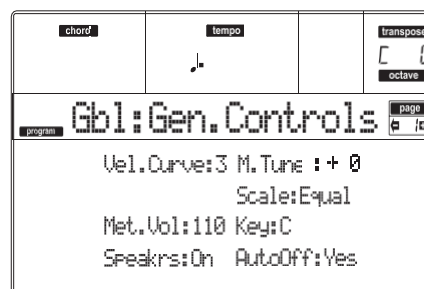 chord tempo transpose
octave
program Gbl:Gen.Controls page
Vel.Curve:3 M.Tune :+ 0
Scale:Equal
Met.Vol:110 Key:C
Speakrs:On AutoOff:Yes